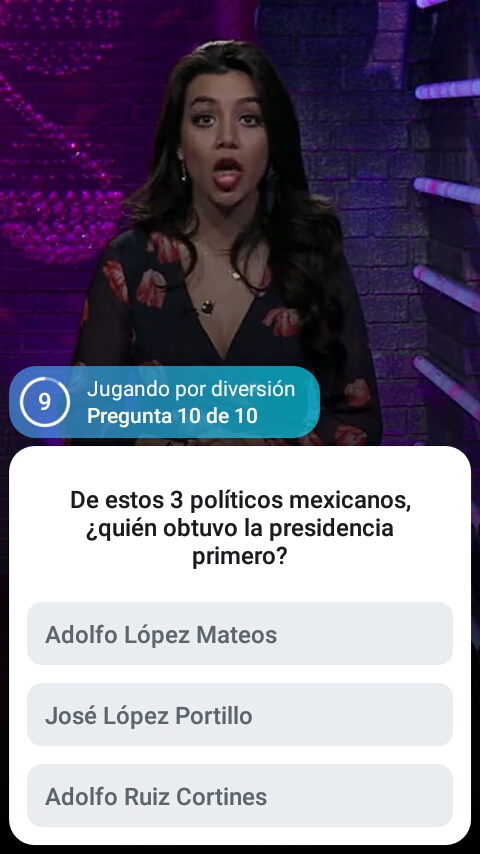 9
Jugando por diversión
Pregunta 10 de 10
De estos 3 políticos mexicanos,
¿quién obtuvo la presidencia
primero?
Adolfo López Mateos
José López Portillo
Adolfo Ruiz Cortines